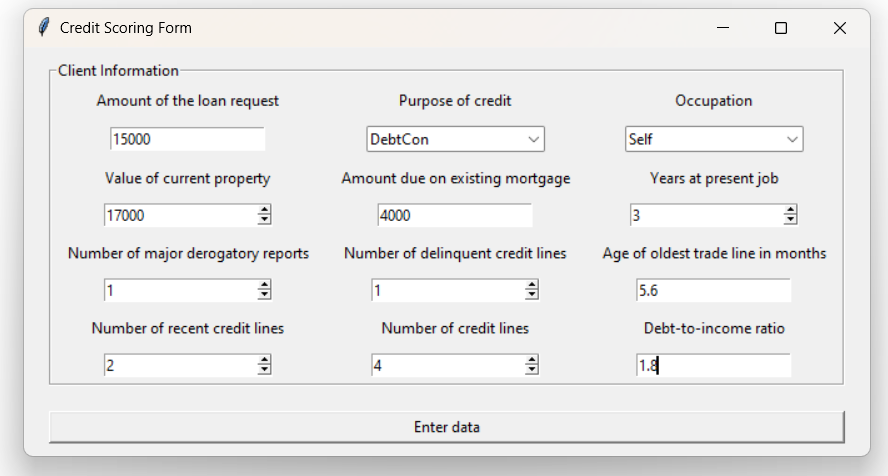 Credit Scoring Form
Client Information
Amount of the loan request Purpose of credit Occupation
15000 DebtCon Self
Value of current property Amount due on existing mortgage Years at present job
17000 4000 3
Number of major derogatory reports Number of delinquent credit lines Age of oldest trade line in months
1 1 5.6
Number of recent credit lines Number of credit lines Debt-to-income ratio
2 4 1.8
Enter data